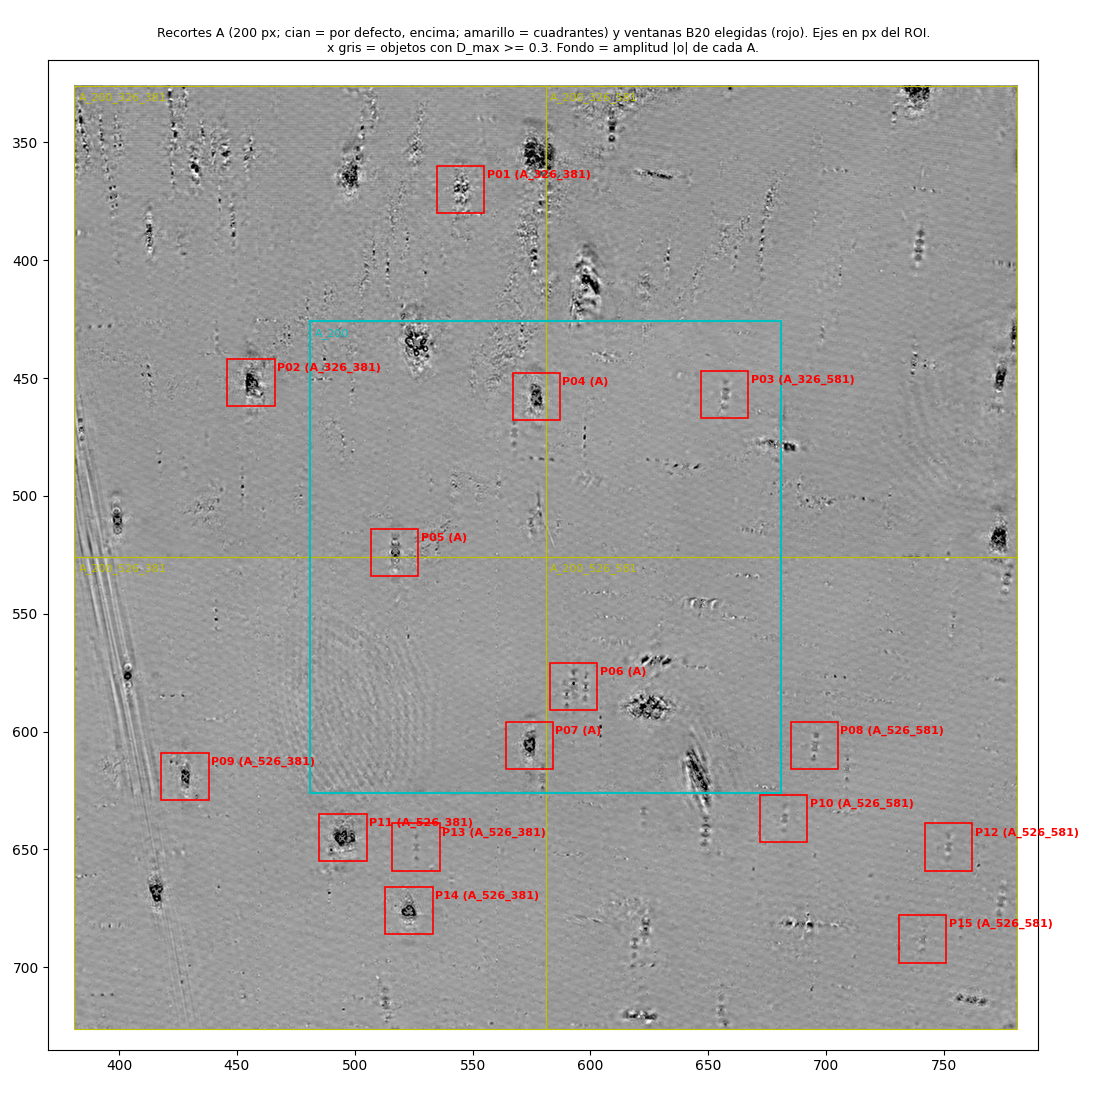 Recortes A (200 px; cian = por defecto, encima; amarillo = cuadrantes) y ventanas B20 elegidas (rojo). Ejes en px del ROI.
x gris = objetos con D_max >= 0.3. Fondo = amplitud |o| de cada A.
A_200_326_381
A_200_326_581
350
P01 (A_326_381)
400
A_200
P02 (A_326_381)
P04 (A)
P03 (A_326_581)
450
500
P05 (A)
A_200_526_381
A_200_526_581
550
P06 (A)
600
P07 (A)
P08 (A_526_581)
P09 (A_526_381)
P10 (A_526_581)
P11 (A_526_381)
P13 (A_526_381)
P12 (A_526_581)
650
P14 (A_526_381)
P15 (A_526_581)
700
400 450 500 550 600 650 700 750